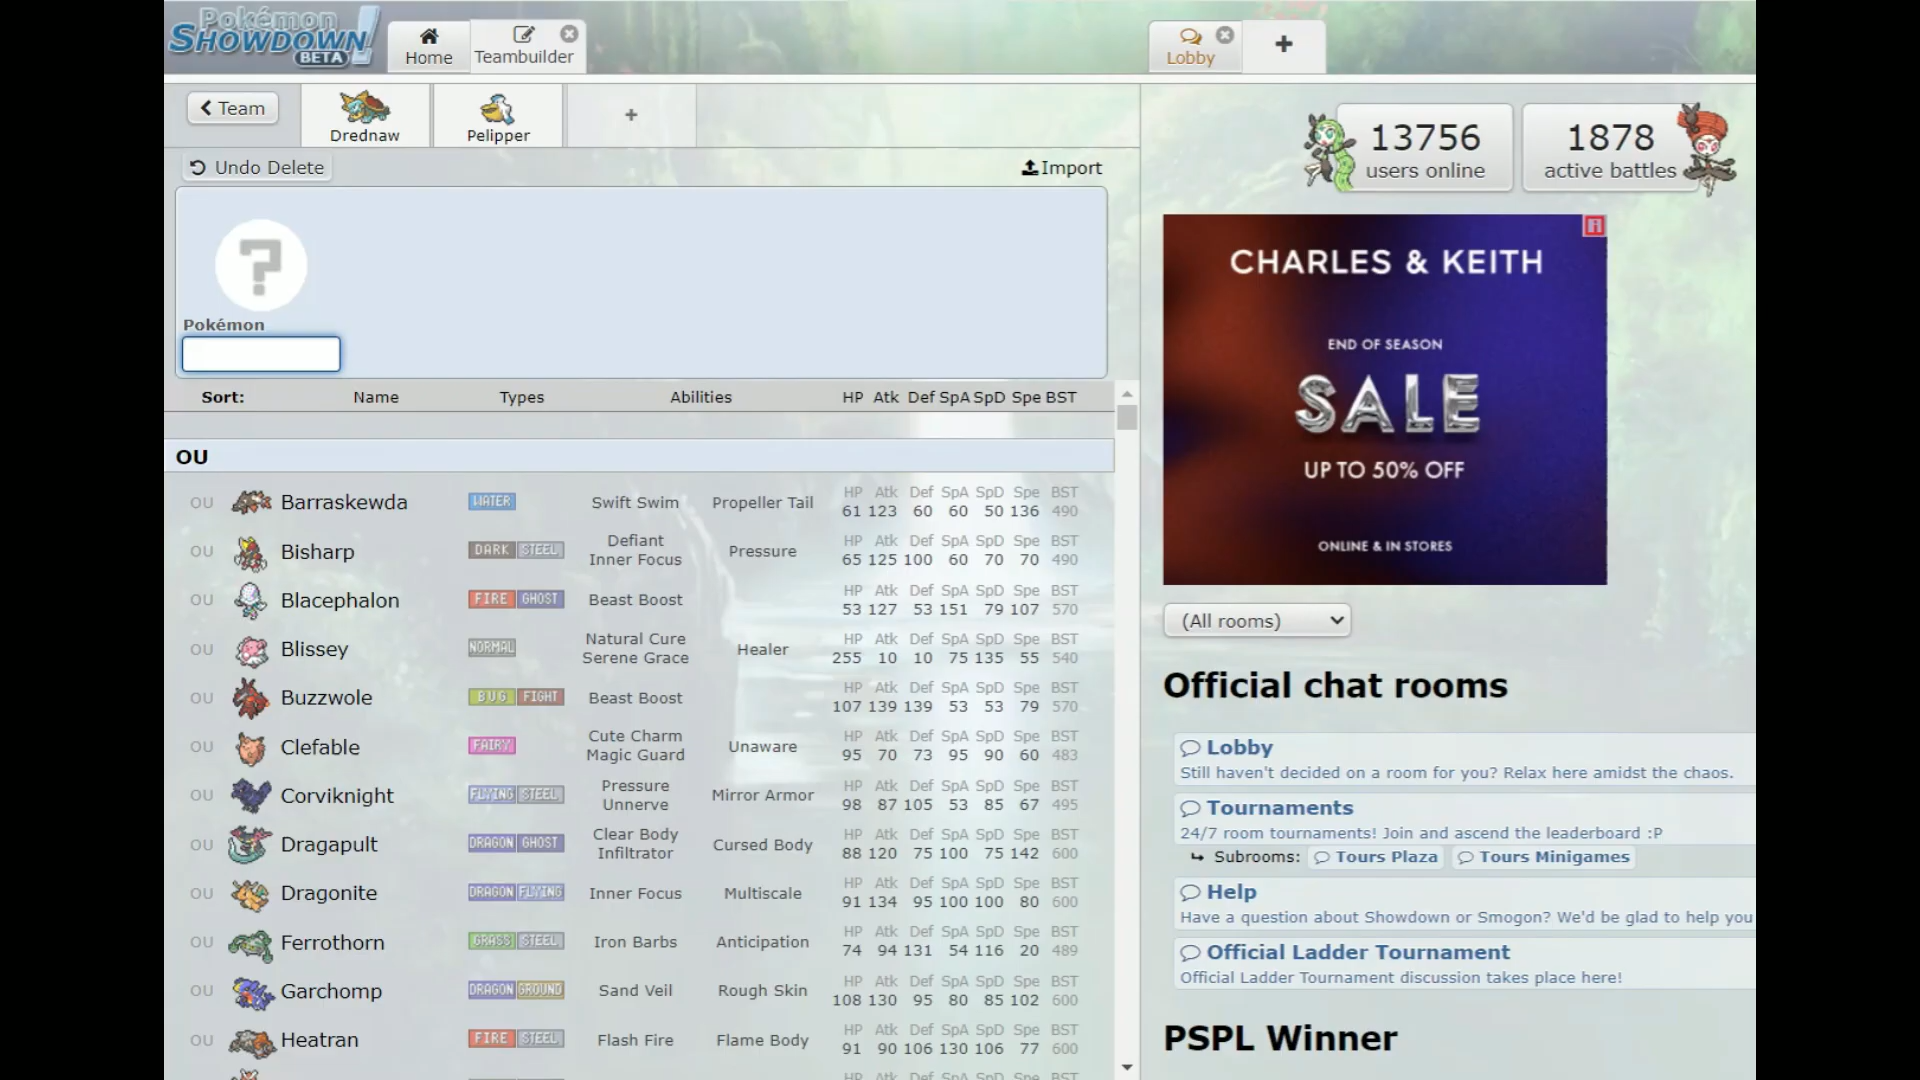 Pokémon
SHOWDOWN!
BETA
Home
Teambuilder
Lobby
+
Team
Drednaw
Pelipper
+
Undo Delete
Import
?
Pokémon
13756
users online
1878
active battles
CHARLES & KEITH
END OF SEASON
SALE
UP TO 50% OFF
ONLINE & IN STORES
Sort: Name Types Abilities HP Atk Def SpA SpD Spe BST
OU
OU Barraskewda WATER Swift Swim Propeller Tail HP 61 Atk 123 Def 60 SpA 60 SpD 50 Spe 136 BST 490
OU Bisharp DARK STEEL Defiant Inner Focus Pressure HP 65 Atk 125 Def 100 SpA 60 SpD 70 Spe 70 BST 490
OU Blacephalon FIRE GHOST Beast Boost HP 53 Atk 127 Def 53 SpA 151 SpD 79 Spe 107 BST 570
OU Blissey NORMAL Natural Cure Serene Grace Healer HP 255 Atk 10 Def 10 SpA 75 SpD 135 Spe 55 BST 540
OU Buzzwole BUG FIGHT Beast Boost HP 107 Atk 139 Def 139 SpA 53 SpD 53 Spe 79 BST 570
OU Clefable FAIRY Cute Charm Magic Guard Unaware HP 95 Atk 70 Def 73 SpA 95 SpD 90 Spe 60 BST 483
OU Corviknight FLYING STEEL Pressure Unnerve Mirror Armor HP 98 Atk 87 Def 105 SpA 53 SpD 85 Spe 67 BST 495
OU Dragapult DRAGON GHOST Clear Body Infiltrator Cursed Body HP 88 Atk 120 Def 75 SpA 100 SpD 75 Spe 142 BST 600
OU Dragonite DRAGON FLYING Inner Focus Multiscale HP 91 Atk 134 Def 95 SpA 100 SpD 100 Spe 80 BST 600
OU Ferrothorn GRASS STEEL Iron Barbs Anticipation HP 74 Atk 94 Def 131 SpA 54 SpD 116 Spe 20 BST 489
OU Garchomp DRAGON GROUND Sand Veil Rough Skin HP 108 Atk 130 Def 95 SpA 80 SpD 85 Spe 102 BST 600
OU Heatran FIRE STEEL Flash Fire Flame Body HP 91 Atk 90 Def 106 SpA 130 SpD 106 Spe 77 BST 600
HP Atk Def SpA SpD Spe BST
(All rooms)
Official chat rooms
Lobby
Still haven't decided on a room for you? Relax here amidst the chaos.
Tournaments
24/7 room tournaments! Join and ascend the leaderboard :P
Subrooms: Tours Plaza Tours Minigames
Help
Have a question about Showdown or Smogon? We'd be glad to help you
Official Ladder Tournament
Official Ladder Tournament discussion takes place here!
PSPL Winner